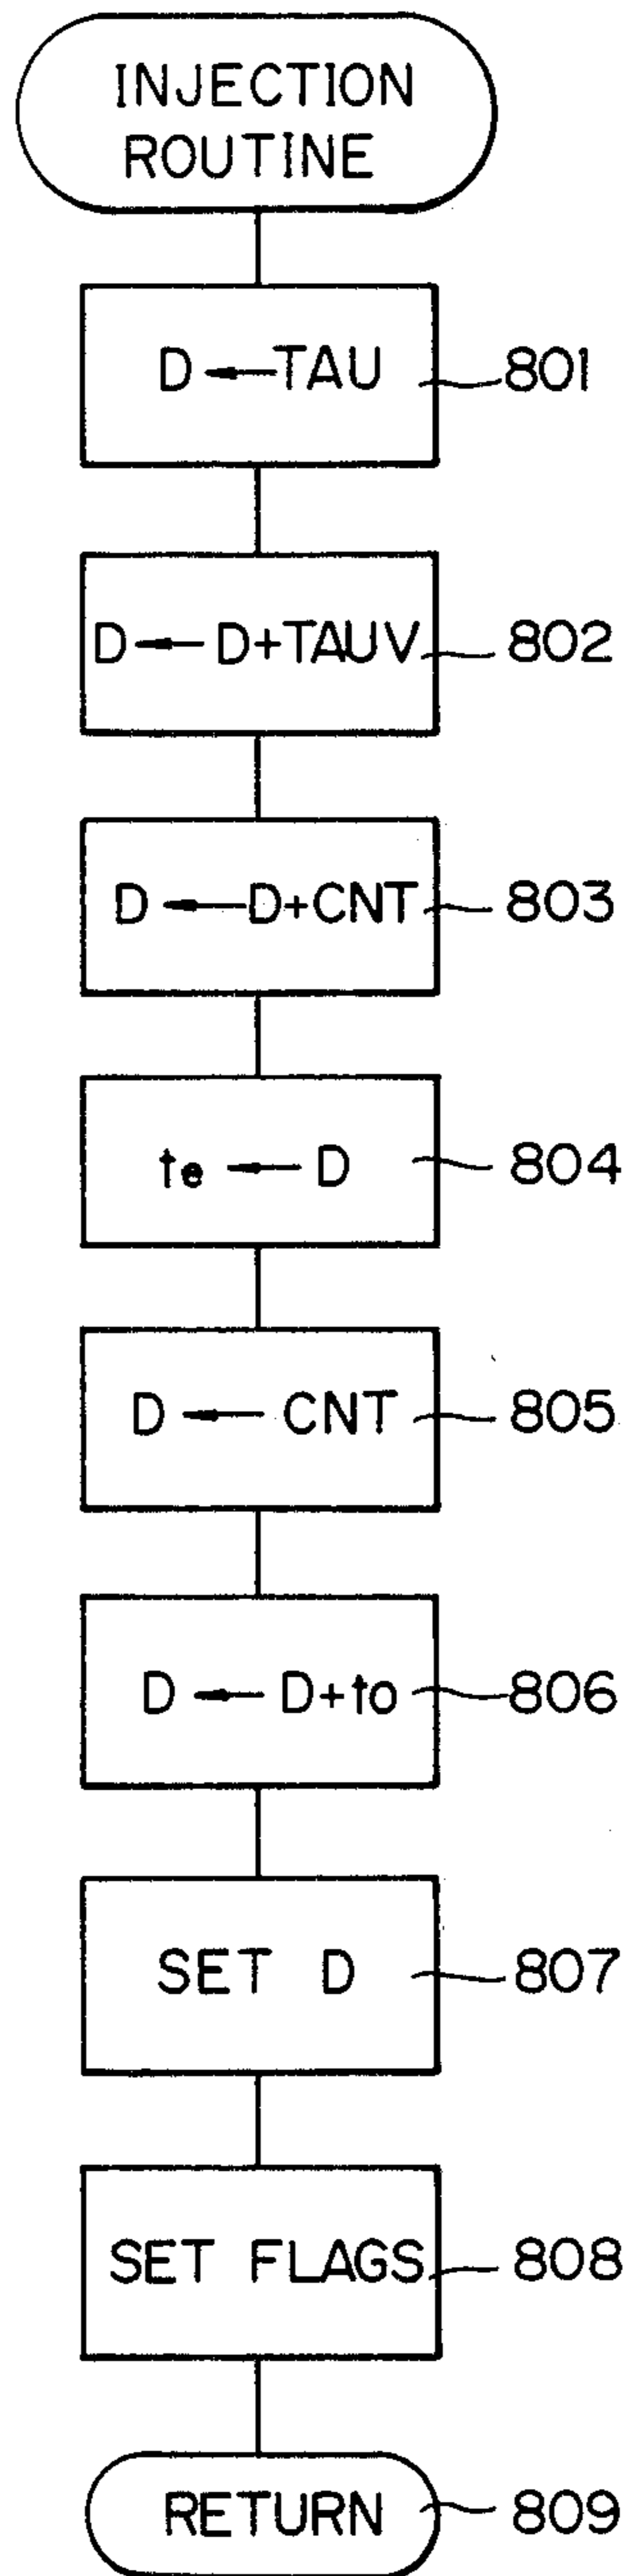 INJECTION
ROUTINE
D ← TAU 801
D ← D+TAUV 802
D ← D+CNT 803
te ← D 804
D ← CNT 805
D ← D+to 806
SET D 807
SET FLAGS 808
RETURN 809